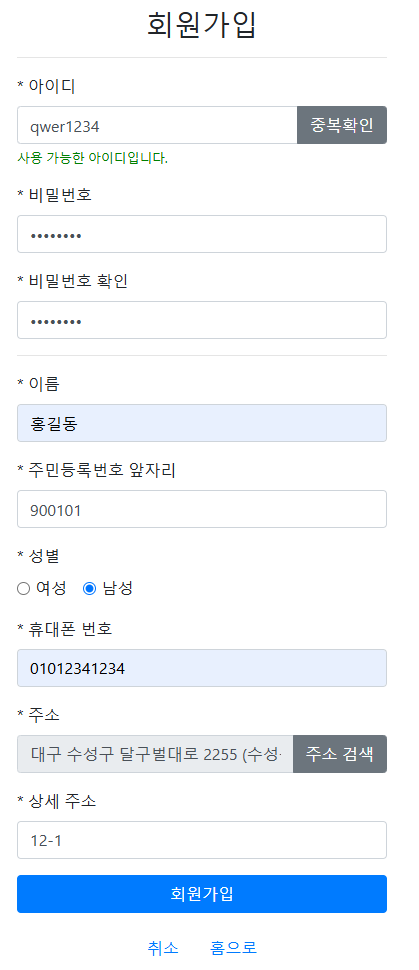 회원가입
* 아이디
qwer1234 중복확인
사용 가능한 아이디입니다.
* 비밀번호
••••••••
* 비밀번호 확인
••••••••
* 이름
홍길동
* 주민등록번호 앞자리
900101
* 성별
여성 남성
* 휴대폰 번호
01012341234
* 주소
대구 수성구 달구벌대로 2255 (수성 주소 검색
* 상세 주소
12-1
회원가입
취소 홈으로